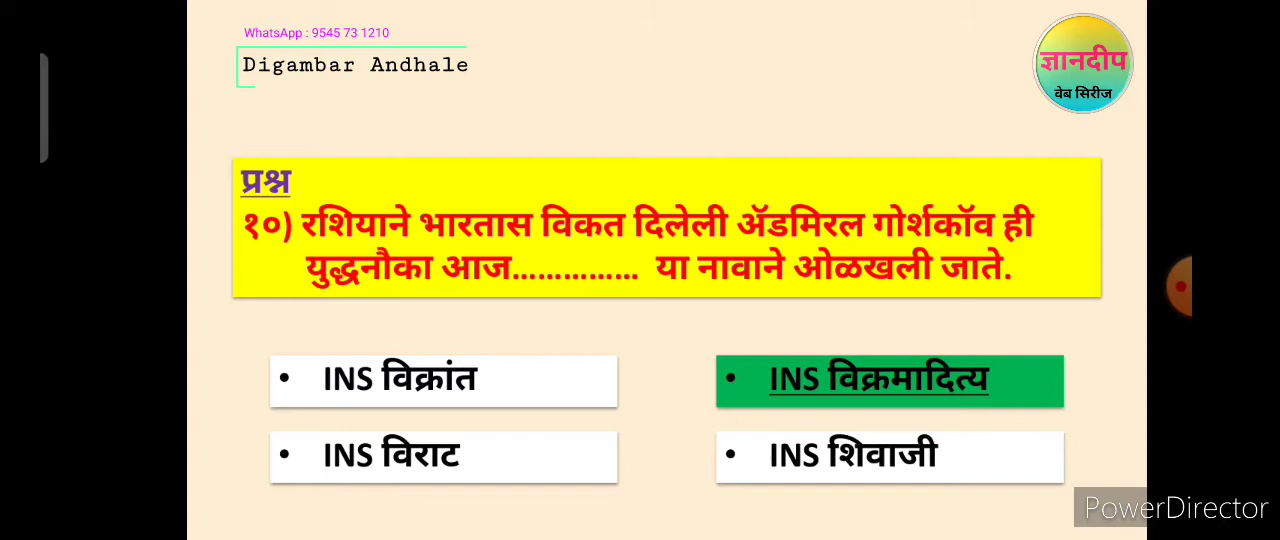 WhatsApp : 9545 73 1210
Digambar Andhale
ज्ञानदीप
वेब सिरीज
प्रश्न
१०) रशियाने भारतास विकत दिलेली ॲडमिरल गोर्शकॉव ही
युद्धनौका आज............... या नावाने ओळखली जाते.
• INS विक्रांत
• INS विक्रमादित्य
• INS विराट
• INS शिवाजी
PowerDirector